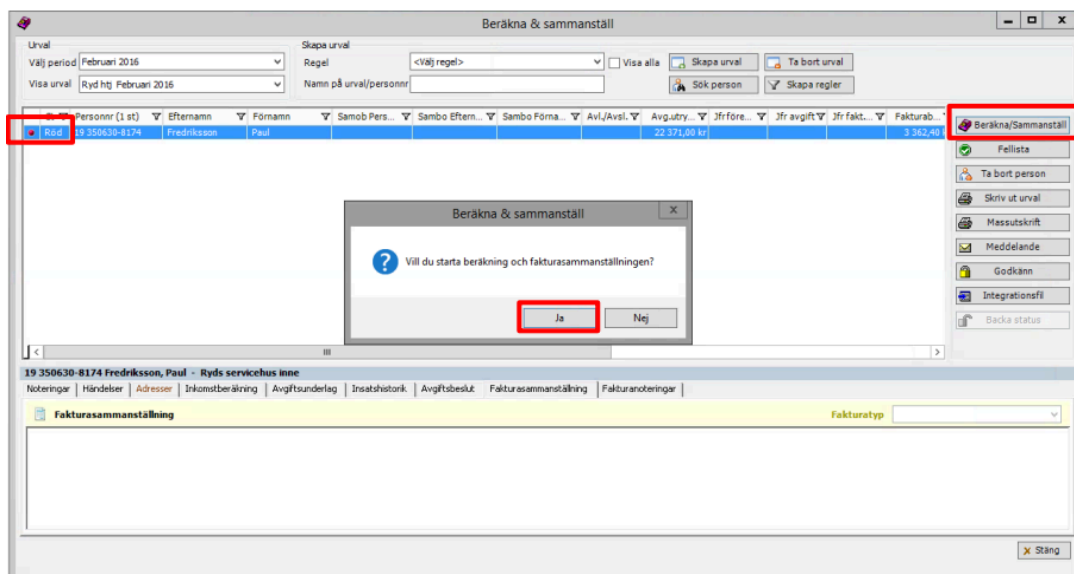 Beräkna & sammanställ
Urval
Skapa urval
Välj period Februari 2016
Regel <Välj regel> Visa alla Skapa urval Ta bort urval
Visa urval Ryd htj Februari 2016
Namn på urval/personnr Sök person Skapa regler
Personnr (1 st) Efternamn Förnamn Samob Pers... Sambo Eftern... Sambo Förna... Avl./Avsl. Avg.utry... Jfr före... Jfr avgift Jfr fakt.... Fakturab...
Röd 19 350630-8174 Fredriksson Paul 22 371,00 kr 3 362,40 k
Beräkna/Sammanställ
Fellista
Ta bort person
Skriv ut urval
Massutskrift
Meddelande
Godkänn
Integrationsfil
Backa status
Beräkna & sammanställ x
Vill du starta beräkning och fakturasammanställningen?
Ja Nej
19 350630-8174 Fredriksson, Paul - Ryds servicehus inne
Noteringar Händelser Adresser Inkomstberäkning Avgiftsunderlag Insatshistorik Avgiftsbeslut Fakturasammanställning Fakturanoteringar
Fakturasammanställning Fakturatyp
Stäng